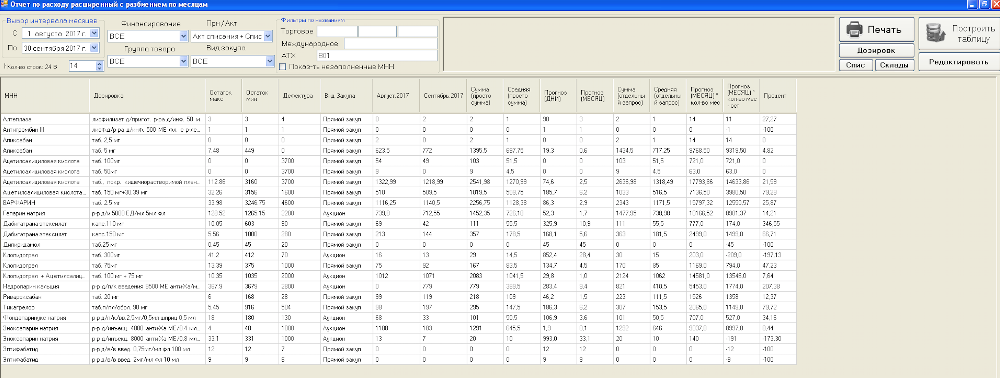 Отчет по расходу расширенный с разбиением по месяцам
Выбор интервала месяцев
С 1 августа 2017 г.
По 30 сентября 2017 г.
Кол-во строк: 24 в 14
Финансирование
ВСЕ
Группа товара
ВСЕ
Прн / Акт
Акт списания + Спис
Вид закупа
ВСЕ
Фильтры по названиям
Торговое
Международное
АТХ B01
Показ-ть незаполненные МНН
Печать
Дозировк
Спис Склады
Построить таблицу
Редактировать
МНН Дозировка Остаток макс Остаток мин Дефектура Вид Закупа Август.2017 Сентябрь.2017 Сумма (просто сумма) Средняя (просто сумма) Прогноз (ДНИ) Прогноз (МЕСЯЦ) Сумма (отдельны й запрос) Средняя (отдельны й запрос) Прогноз (МЕСЯЦ) * кол-во мес Прогноз (МЕСЯЦ) * кол-во мес - ост Процент
Алтеплаза лиофилизат д/пригот. р-ра д/инф. 50 м... 3 3 4 Прямой закуп 0 2 2 1 90 3 2 1 14 11 27,27
Антитромбин III лиоф.д/р-ра д/инф. 500 МЕ фл. с р-ле... 1 1 1 Прямой закуп 0 0 0 0 1 1 0 0 0 -1 -100
Апиксабан таб. 2,5 мг 0 0 0 Прямой закуп 2 0 2 1 0 0 2 1 14 14 0
Апиксабан таб. 5 мг 7.48 449 0 Прямой закуп 623,5 772 1395,5 697,75 19,3 0,6 1434,5 717,25 9768,50 9319,50 4,82
Ацетилсалициловая кислота таб. 100мг 0 0 3700 Прямой закуп 54 49 103 51,5 0 0 103 51,5 721,0 721,0 0
Ацетилсалициловая кислота таб. 50мг 0 0 3700 Прямой закуп 9 0 9 4,5 0 0 9 4,5 63,0 63,0 0
Ацетилсалициловая кислота таб., покр. кишечнорастворимой плен... 112.86 3160 3700 Прямой закуп 1322,99 1218,99 2541,98 1270,99 74,6 2,5 2636,98 1318,49 17793,86 14633,86 21,59
Ацетилсалициловая кислота... таб. 150 мг+30.39 мг 32.26 3156 1600 Прямой закуп 510 509,5 1019,5 509,75 185,7 6,2 1033 516,5 7136,50 3980,50 79,29
ВАРФАРИН таб. 2.5 мг 33.98 3246.75 4600 Прямой закуп 1116,25 1140,5 2256,75 1128,38 86,3 2,9 2343 1171,5 15797,32 12550,57 25,87
Гепарин натрия р-р д/и 5000 ЕД/мл 5мл фл 128.52 1265.15 2200 Аукцион 739,8 712,55 1452,35 726,18 52,3 1,7 1477,95 738,98 10166,52 8901,37 14,21
Дабигатрана этексилат капс.110 мг 10.05 603 90 Прямой закуп 69 42 111 55,5 325,9 10,9 111 55,5 777,0 174,0 346,55
Дабигатрана этексилат капс.150 мг 5.56 1000 280 Прямой закуп 213 144 357 178,5 168,1 5,6 363 181,5 2499,0 1499,0 66,71
Дипиридамол таб.25 мг 0.45 45 20 Прямой закуп 0 0 0 0 45 45 0 0 0 -45 -100
Клопидогрел таб. 300мг 41.2 412 70 Аукцион 16 13 29 14,5 852,4 28,4 30 15 203,0 -209,0 -197,13
Клопидогрел таб. 75мг 13.39 375 1000 Прямой закуп 75 92 167 83,5 134,7 4,5 170 85 1169,0 794,0 47,23
Клопидогрел + Ацетилсалиц... таб. 100 мг + 75 мг 10.35 1035 2000 Аукцион 1012 1071 2083 1041,5 29,8 1,0 2124 1062 14581,0 13546,0 7,64
Надропарин кальция р-р д/п/к введения 9500 МЕ анти-Ха/м... 367.9 3679 2800 Аукцион 0 779 779 389,5 283,4 9,4 821 410,5 5453,0 1774,0 207,38
Ривароксабан таб. 20 мг 6 168 28 Прямой закуп 99 119 218 109 46,2 1,5 223 111,5 1526 1358 12,37
Тикагрелор таб.п/пл/обол. 90 мг 5.45 916 504 Прямой закуп 98 197 295 147,5 186,3 6,2 307 153,5 2065,0 1149,0 79,72
Фондапаринукс натрия р-р д/п/к/вв.2,5мг/0,5мл шприц 0,5 мл 18 180 130 Аукцион 68 33 101 50,5 106,9 3,6 101 50,5 707,0 527,0 34,16
Эноксапарин натрия р-р д/инъекц. 4000 анти-Ха МЕ/0.4 мл... 4 40 1000 Аукцион 1108 183 1291 645,5 1,9 0,1 1292 646 9037,0 8997,0 0,44
Эноксапарин натрия р-р д/инъекц. 8000 анти-Ха МЕ/0,8 мл... 33.1 331 1000 Аукцион 13 7 20 10 993,0 33,1 20 10 140 -191 -173,30
Эптифабатид р-р д/в/в введ. 0,75мг/мл фл 100 мл 12 12 7 Прямой закуп 0 0 0 0 12 12 0 0 0 -12 -100
Эптифабатид р-р д/в/в введ. 2мг/мл фл 10 мл 9 9 6 Прямой закуп 0 0 0 0 9 9 0 0 0 -9 -100